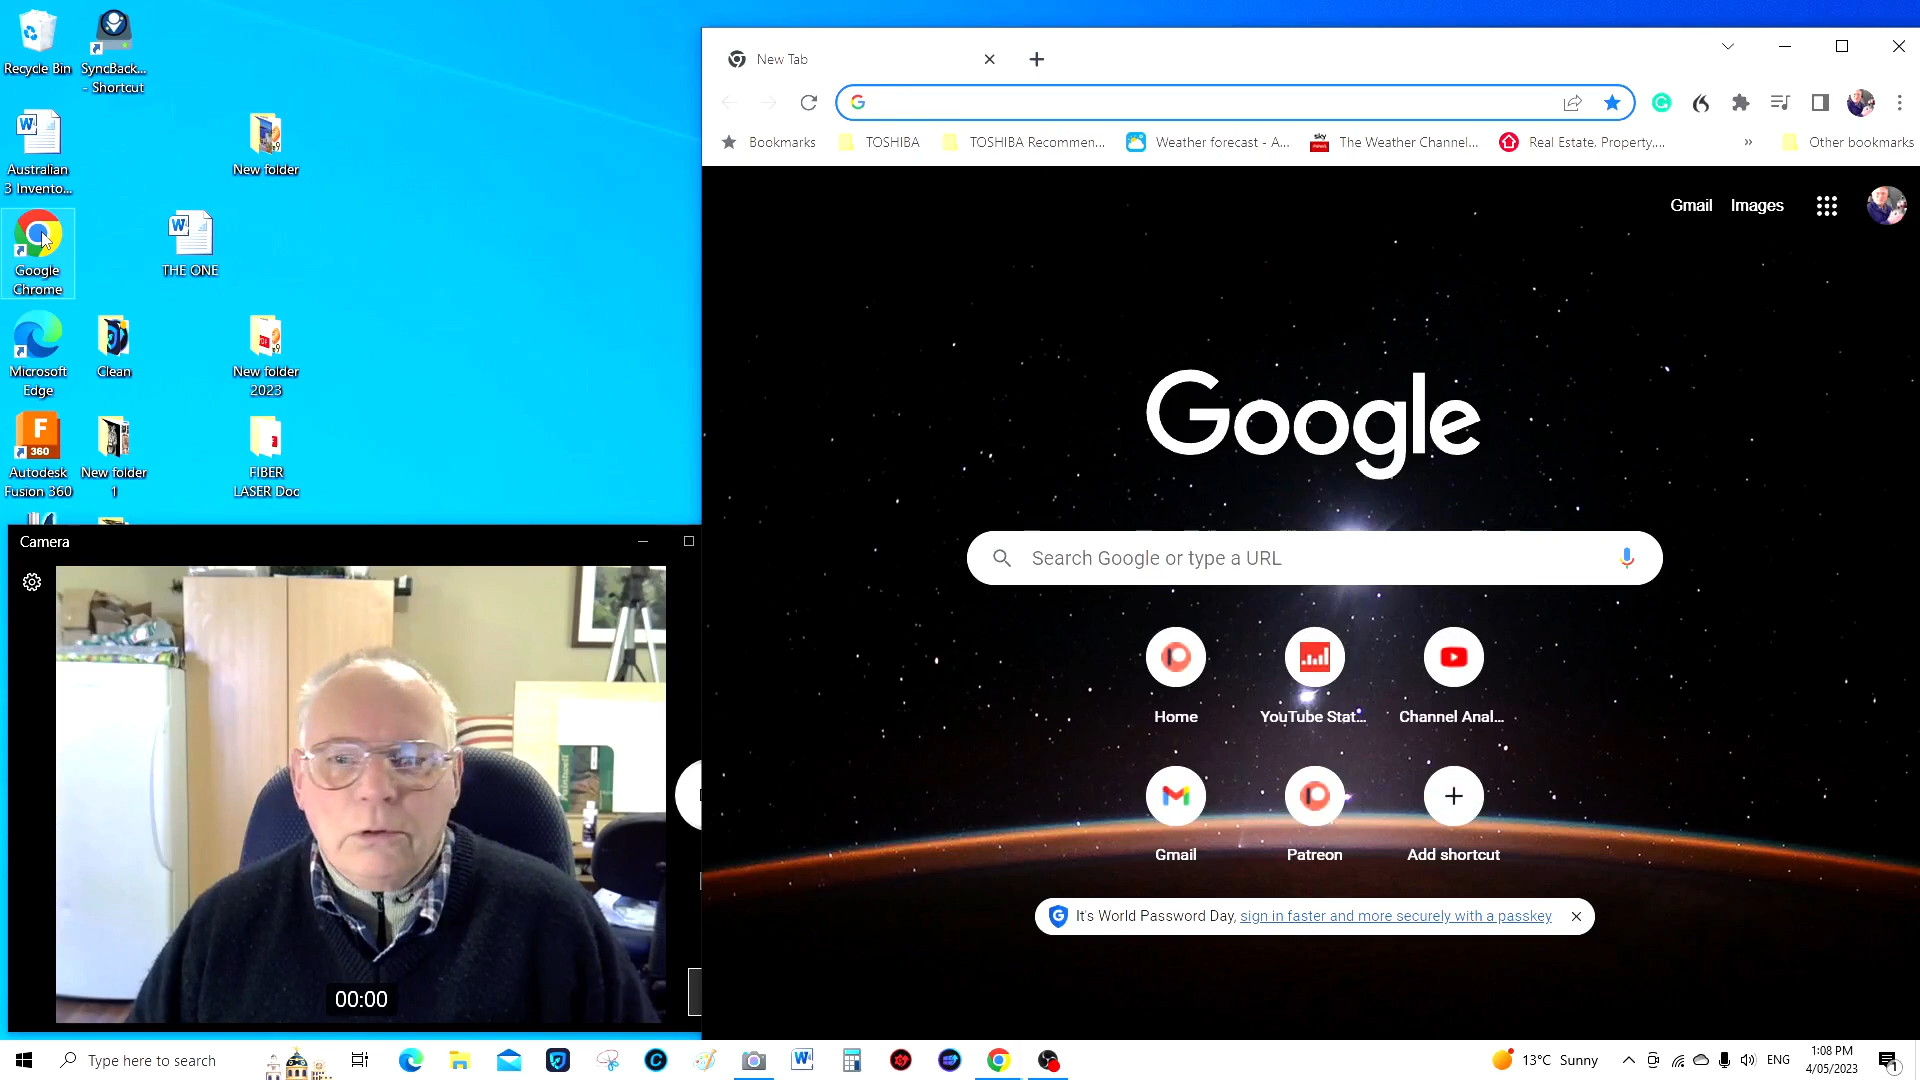 Recycle Bin
SyncBack...
- Shortcut
Australian
3 Invento...
New folder
Google
Chrome
THE ONE
Microsoft
Edge
Clean
New folder
2023
F
360
Autodesk
Fusion 360
New folder
1
FIBER
LASER Doc
Camera
00:00
New Tab
Bookmarks
TOSHIBA
TOSHIBA Recommen...
Weather forecast - A...
The Weather Channel...
Real Estate, Property,...
»
Other bookmarks
Gmail
Images
Google
Search Google or type a URL
Home
YouTube Stat...
Channel Anal...
Gmail
Patreon
Add shortcut
It's World Password Day, sign in faster and more securely with a passkey
Type here to search
13°C Sunny
ENG
1:08 PM
4/05/2023
1